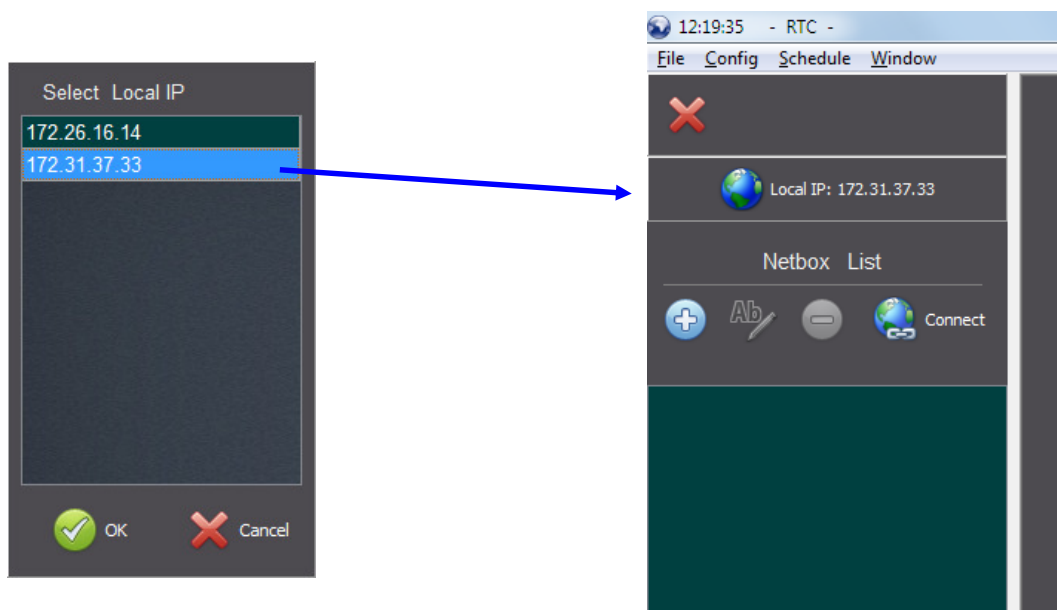 Select Local IP
172.26.16.14
172.31.37.33
OK
Cancel
12:19:35 - RTC -
File Config Schedule Window
Local IP: 172.31.37.33
Netbox List
Ab
Connect